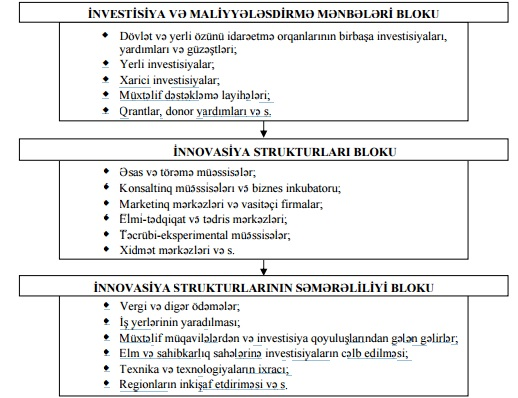 İNVESTİSİYA VƏ MALİYYƏLƏŞDİRMƏ MƏNBƏLƏRİ BLOKU
• Dövlət və yerli özünü idarəetmə orqanlarının birbaşa investisiyaları,
yardımları və güzəştləri;
• Yerli investisiyalar;
• Xarici investisiyalar;
• Müxtəlif dəstəkləmə layihələri;
• Qrantlar, donor yardımları və s.
İNNOVASİYA STRUKTURLARI BLOKU
• Əsas və törəmə müəssisələr;
• Konsaltinq müəssisələri və biznes inkubatoru;
• Marketinq mərkəzləri və vasitəçi firmalar;
• Elmi-tədqiqat və tədris mərkəzləri;
• Təcrübi-eksperimental müəssisələr;
• Xidmət mərkəzləri və s.
İNNOVASİYA STRUKTURLARININ SƏMƏRƏLİLİYİ BLOKU
• Vergi və digər ödəmələr;
• İş yerlərinin yaradılması;
• Müxtəlif müqavilələrdən və investisiya qoyuluşlarından gələn gəlirlər;
• Elm və sahibkarlıq sahələrinə investisiyaların cəlb edilməsi;
• Texnika və texnologiyaların ixracı;
• Regionların inkişaf etdirilməsi və s.